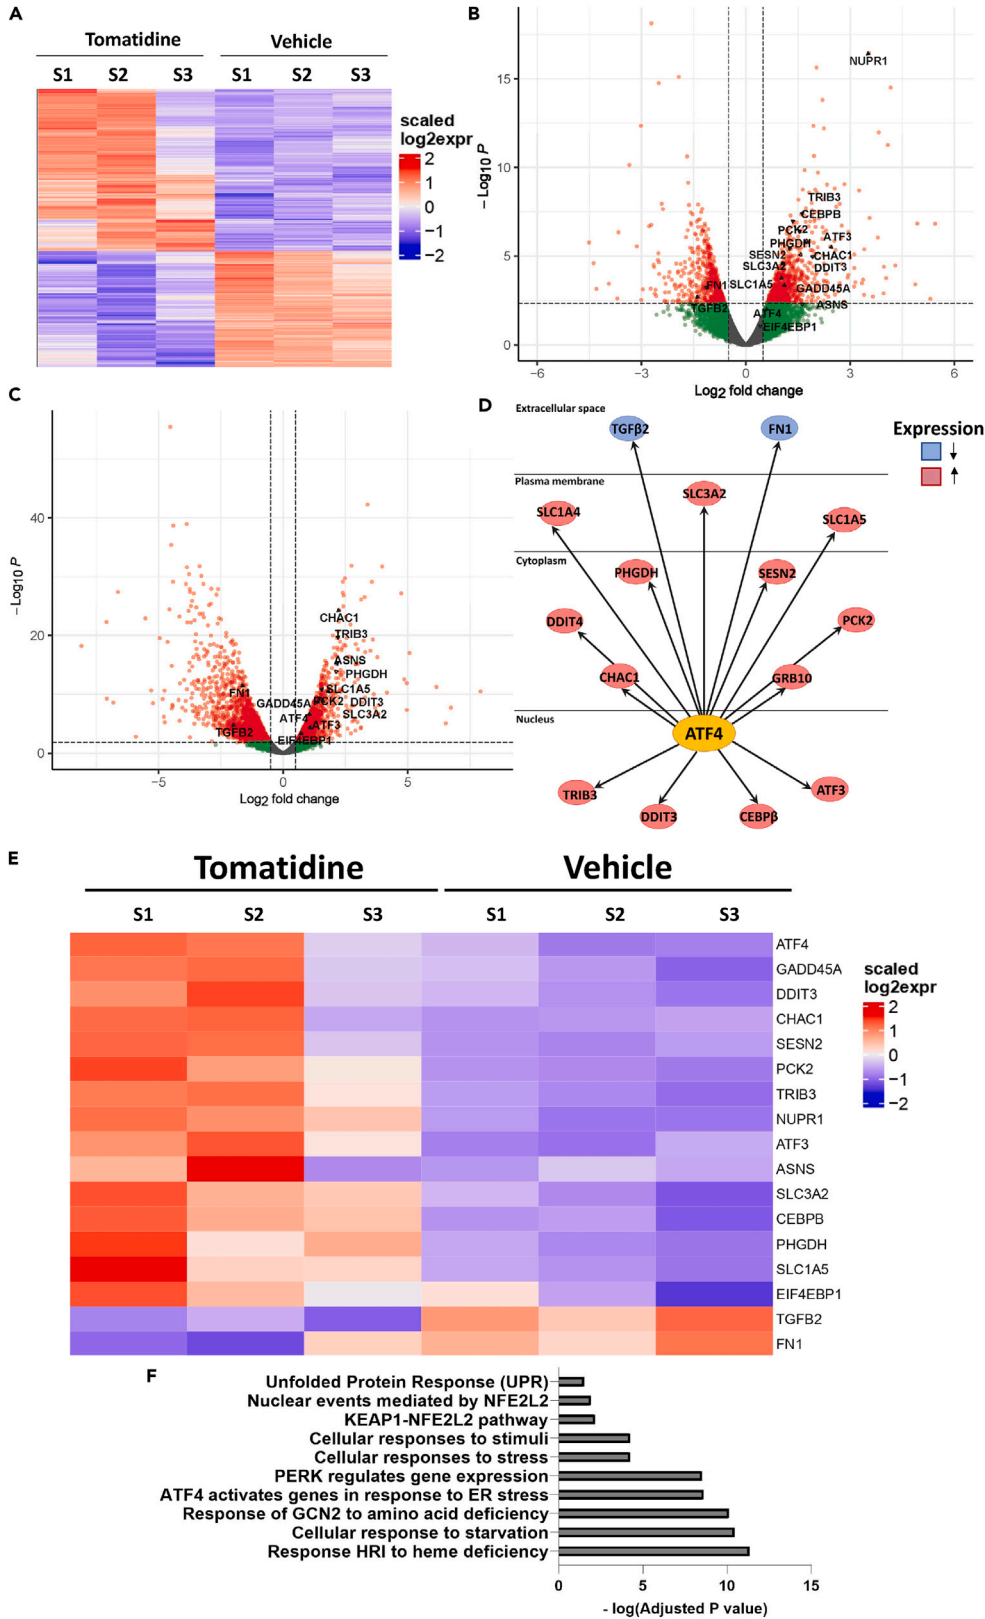 A
Tomatidine Vehicle
S1 S2 S3 S1 S2 S3
scaled
log2expr
2
1
0
−1
−2
B
− Log10 P
15
10
5
0
NUPR1
TRIB3
CEBPB
PCK2
ATF3
PHGDH
SESN2
CHAC1
SLC3A2
DDIT3
FN1
SLC1A5
GADD45A
TGFB2
ATF4
ASNS
EIF4EBP1
−6 −3 0 3 6
Log2 fold change
C
− Log10 P
40
20
0
CHAC1
TRIB3
ASNS
PHGDH
FN1
SLC1A5
GADD45A
PCK2
DDIT3
ATF4
SLC3A2
TGFB2
ATF3
EIF4EBP1
−5 0 5
Log2 fold change
D
Extracellular space
TGFβ2
FN1
Expression
↓
↑
Plasma membrane
SLC3A2
SLC1A4
SLC1A5
Cytoplasm
PHGDH
SESN2
DDIT4
PCK2
CHAC1
GRB10
Nucleus
ATF4
TRIB3
ATF3
DDIT3
CEBPβ
E
Tomatidine Vehicle
S1 S2 S3 S1 S2 S3
ATF4
GADD45A
DDIT3
CHAC1
SESN2
PCK2
TRIB3
NUPR1
ATF3
ASNS
SLC3A2
CEBPB
PHGDH
SLC1A5
EIF4EBP1
TGFB2
FN1
scaled
log2expr
2
1
0
−1
−2
F
Unfolded Protein Response (UPR)
Nuclear events mediated by NFE2L2
KEAP1-NFE2L2 pathway
Cellular responses to stimuli
Cellular responses to stress
PERK regulates gene expression
ATF4 activates genes in response to ER stress
Response of GCN2 to amino acid deficiency
Cellular response to starvation
Response HRI to heme deficiency
0 5 10 15
- log(Adjusted P value)